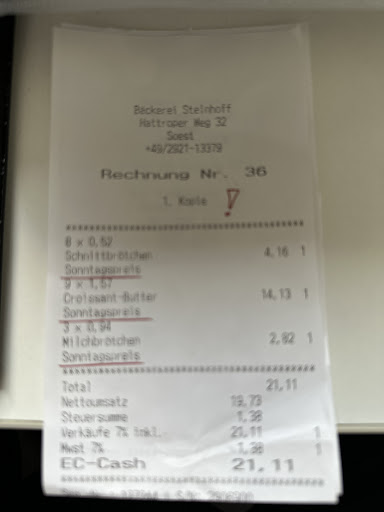 Bäckerei Steinhoff
Hattroper Weg 32
Soest
+49/2921-13379
Rechnung Nr. 36
1. Kopie !
********************************
8 x 0,52
Schnittbrötchen 4,16 1
Sonntagspreis
9 x 1,57
Croissant-Butter 14,13 1
Sonntagspreis
3 x 0,94
Milchbrötchen 2,82 1
Sonntagspreis
********************************
Total 21,11
Nettoumsatz 19,73
Steuersumme 1,38
Verkäufe 7% inkl. 21,11 1
Mwst 7% 1,38 1
EC-Cash 21,11
********************************